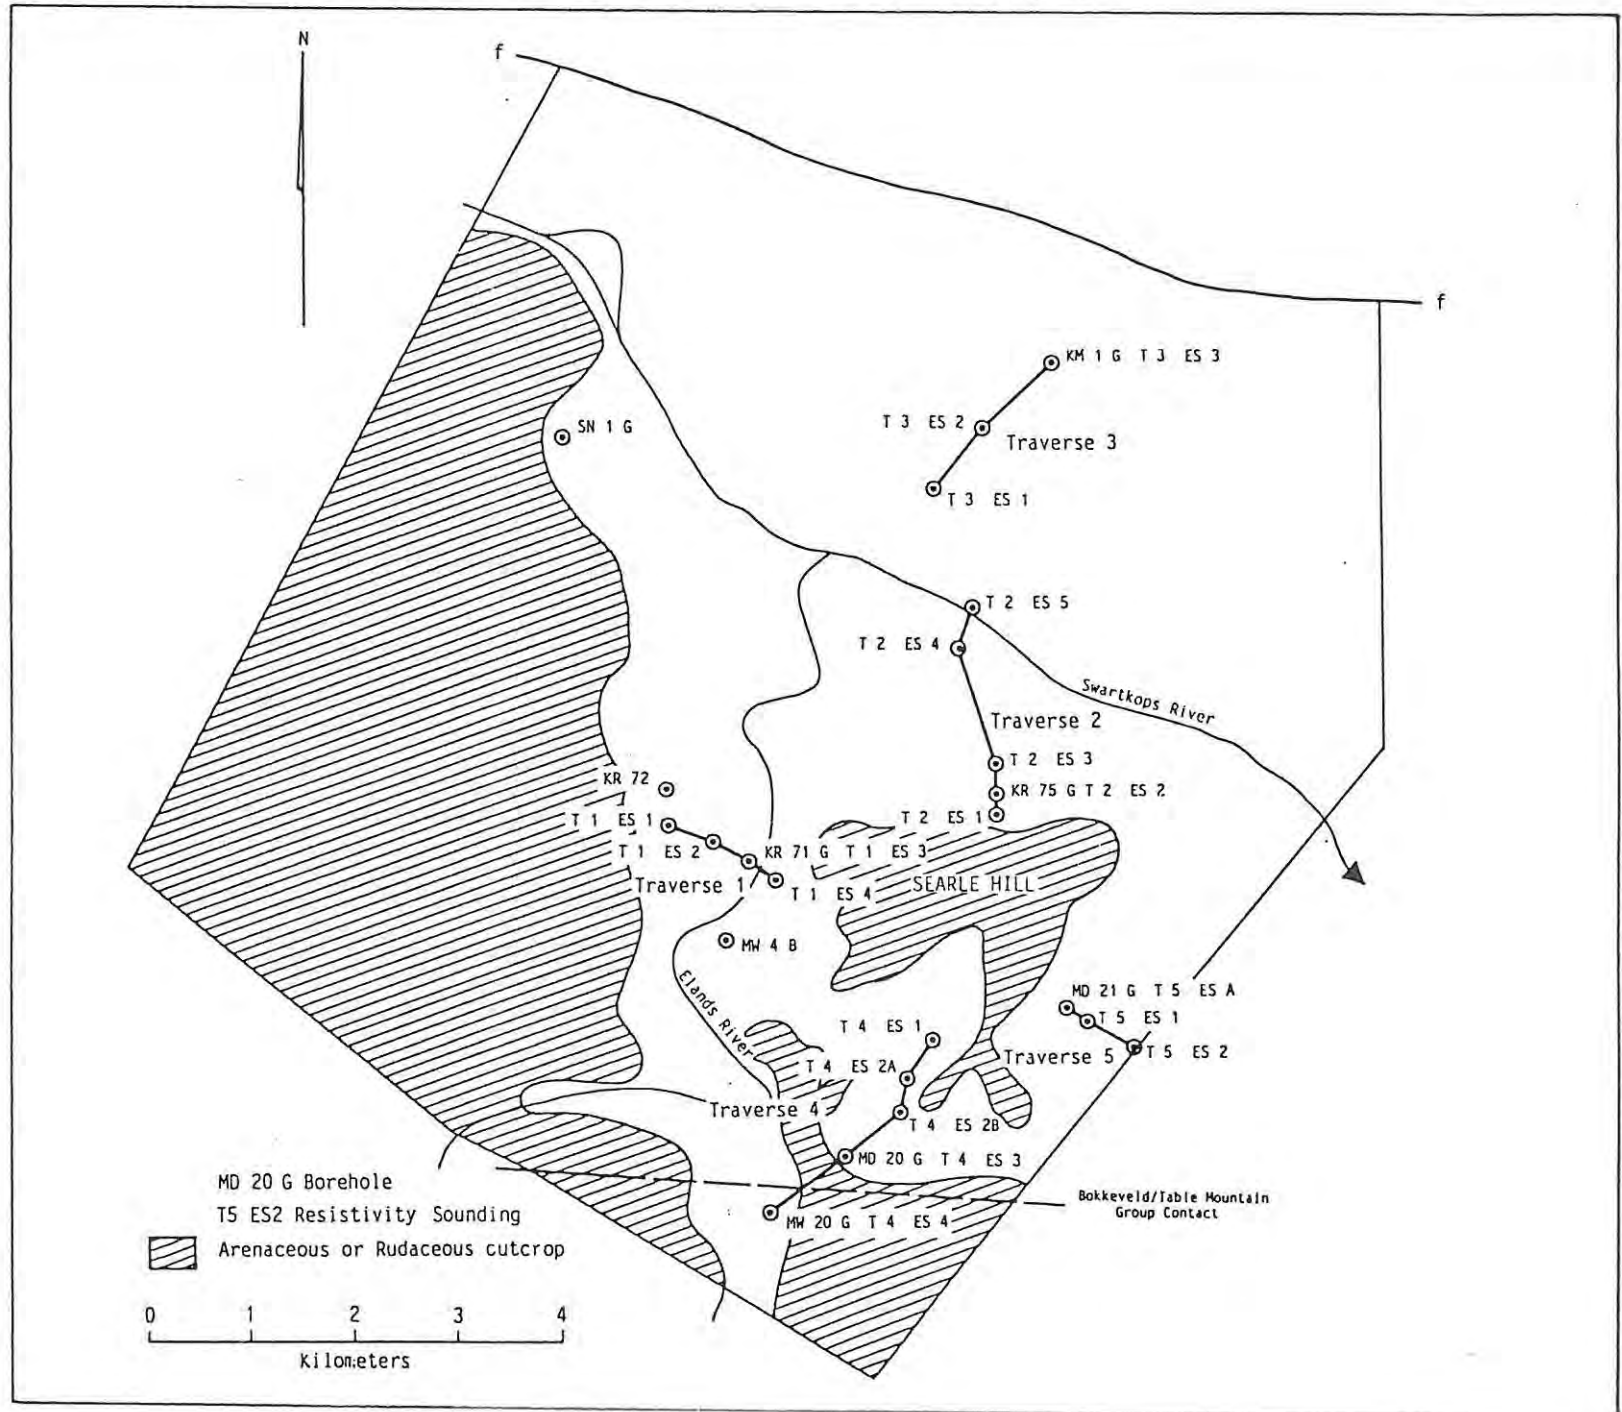 N
f
f
KM 1 G T 3 ES 3
T 3 ES 2
Traverse 3
SN 1 G
T 3 ES 1
T 2 ES 5
T 2 ES 4
Swartkops River
Traverse 2
T 2 ES 3
KR 72
KR 75 G T 2 ES 2
T 1 ES 1
T 2 ES 1
T 1 ES 2
KR 71 G T 1 ES 3
Traverse 1
SEARLE HILL
T 1 ES 4
MW 4 B
Elands River
MD 21 G T 5 ES A
T 4 ES 1
T 5 ES 1
Traverse 5
T 5 ES 2
T 4 ES 2A
Traverse 4
T 4 ES 2B
MD 20 G T 4 ES 3
Bokkeveld/Table Mountain
Group Contact
MW 20 G T 4 ES 4
MD 20 G Borehole
T5 ES2 Resistivity Sounding
Arenaceous or Rudaceous cutcrop
0 1 2 3 4
Kilometers